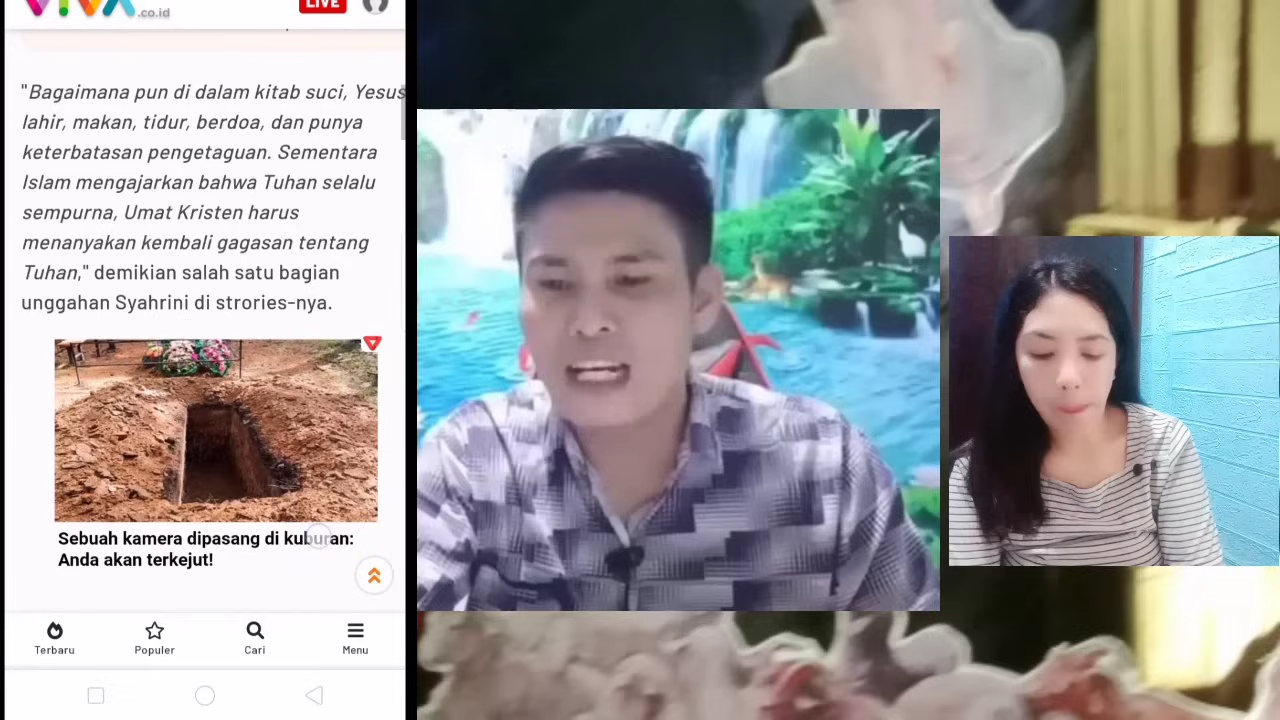 VIVA.co.id
LIVE
"Bagaimana pun di dalam kitab suci, Yesus
lahir, makan, tidur, berdoa, dan punya
keterbatasan pengetaguan. Sementara
Islam mengajarkan bahwa Tuhan selalu
sempurna, Umat Kristen harus
menanyakan kembali gagasan tentang
Tuhan," demikian salah satu bagian
unggahan Syahrini di strories-nya.
Sebuah kamera dipasang di kuburan:
Anda akan terkejut!
Terbaru
Populer
Cari
Menu